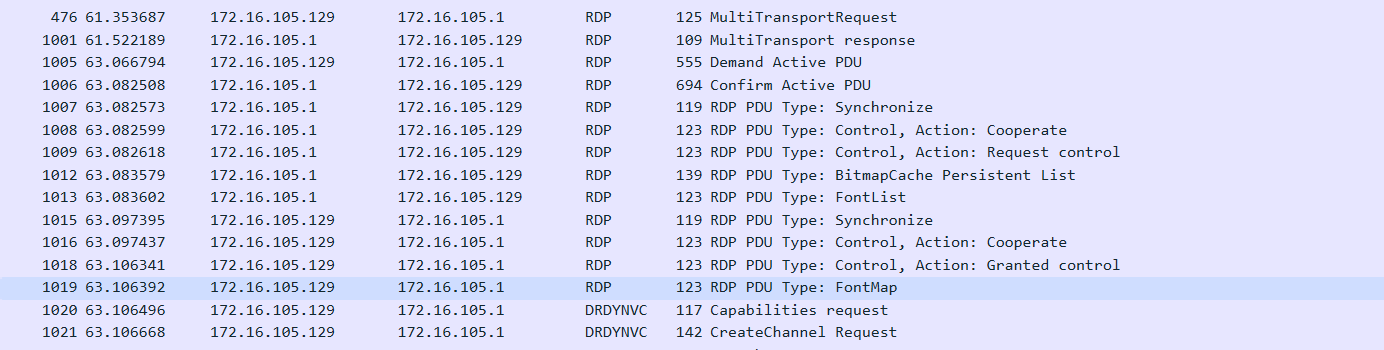 476 61.353687 172.16.105.129 172.16.105.1 RDP 125 MultiTransportRequest
1001 61.522189 172.16.105.1 172.16.105.129 RDP 109 MultiTransport response
1005 63.066794 172.16.105.129 172.16.105.1 RDP 555 Demand Active PDU
1006 63.082508 172.16.105.1 172.16.105.129 RDP 694 Confirm Active PDU
1007 63.082573 172.16.105.1 172.16.105.129 RDP 119 RDP PDU Type: Synchronize
1008 63.082599 172.16.105.1 172.16.105.129 RDP 123 RDP PDU Type: Control, Action: Cooperate
1009 63.082618 172.16.105.1 172.16.105.129 RDP 123 RDP PDU Type: Control, Action: Request control
1012 63.083579 172.16.105.1 172.16.105.129 RDP 139 RDP PDU Type: BitmapCache Persistent List
1013 63.083602 172.16.105.1 172.16.105.129 RDP 123 RDP PDU Type: FontList
1015 63.097395 172.16.105.129 172.16.105.1 RDP 119 RDP PDU Type: Synchronize
1016 63.097437 172.16.105.129 172.16.105.1 RDP 123 RDP PDU Type: Control, Action: Cooperate
1018 63.106341 172.16.105.129 172.16.105.1 RDP 123 RDP PDU Type: Control, Action: Granted control
1019 63.106392 172.16.105.129 172.16.105.1 RDP 123 RDP PDU Type: FontMap
1020 63.106496 172.16.105.129 172.16.105.1 DRDYNVC 117 Capabilities request
1021 63.106668 172.16.105.129 172.16.105.1 DRDYNVC 142 CreateChannel Request